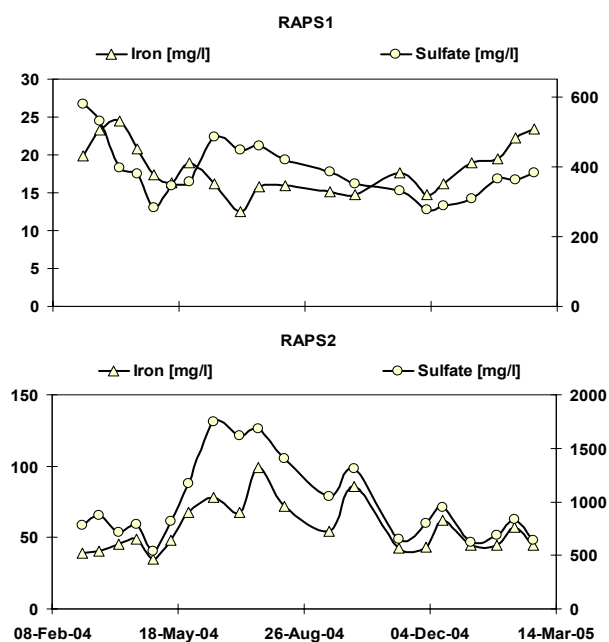 RAPS1
Iron [mg/l] Sulfate [mg/l]
30 600
25
20 400
15
10 200
5
0 0
RAPS2
Iron [mg/l] Sulfate [mg/l]
150 2000
100 1500
1000
50 500
0 0
08-Feb-04 18-May-04 26-Aug-04 04-Dec-04 14-Mar-05